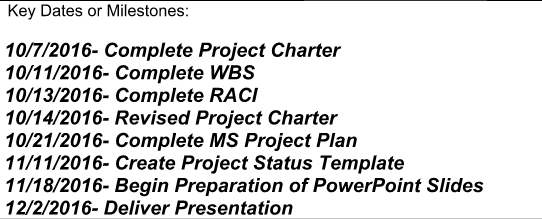 Key Dates or Milestones:
10/7/2016- Complete Project Charter
10/11/2016- Complete WBS
10/13/2016- Complete RACI
10/14/2016- Revised Project Charter
10/21/2016- Complete MS Project Plan
11/11/2016- Create Project Status Template
11/18/2016- Begin Preparation of PowerPoint Slides
12/2/2016- Deliver Presentation